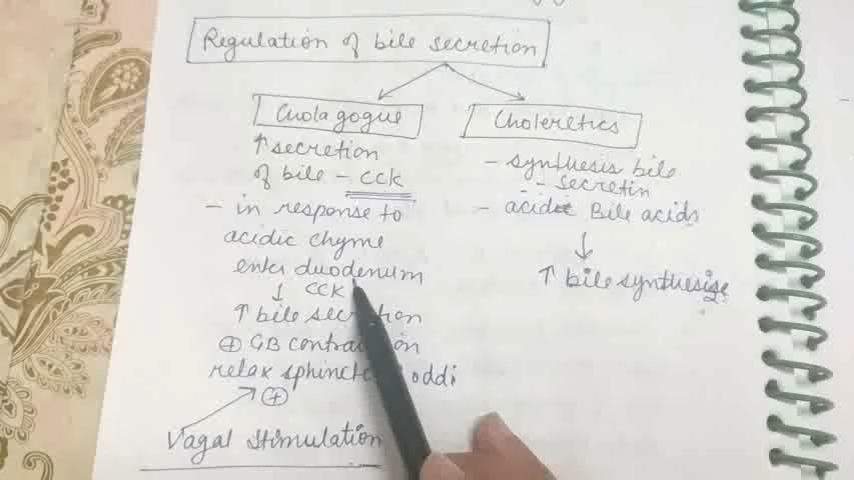 Regulation of bile secretion
Cholagogue
↑ secretion
of bile - CCK
- in response to
acidic chyme
enter duodenum
↓ CCK
↑ bile secretion
⊕ GB contraction
relax sphincter oddi
⊕
Vagal stimulation
Choleretics
- synthesis bile
- secretin
- acidic Bile acids
↓
↑ bile synthesise